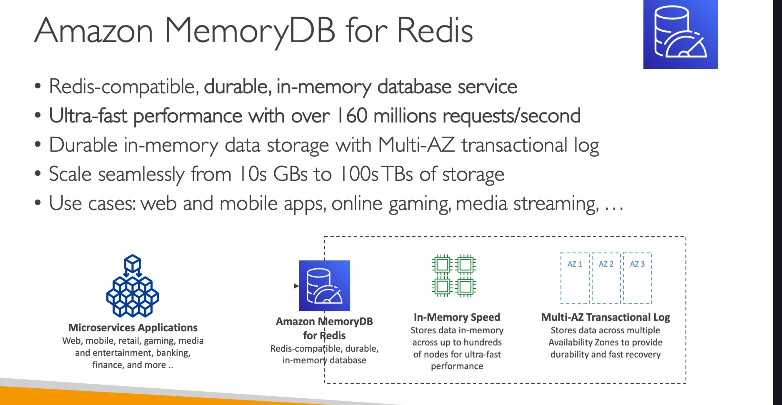 Amazon MemoryDB for Redis
• Redis-compatible, durable, in-memory database service
• Ultra-fast performance with over 160 millions requests/second
• Durable in-memory data storage with Multi-AZ transactional log
• Scale seamlessly from 10s GBs to 100s TBs of storage
• Use cases: web and mobile apps, online gaming, media streaming, …
Microservices Applications
Web, mobile, retail, gaming, media
and entertainment, banking,
finance, and more ..
Amazon MemoryDB
for Redis
Redis-compatible, durable,
in-memory database
In-Memory Speed
Stores data in-memory
across up to hundreds
of nodes for ultra-fast
performance
AZ 1 AZ 2 AZ 3
Multi-AZ Transactional Log
Stores data across multiple
Availability Zones to provide
durability and fast recovery